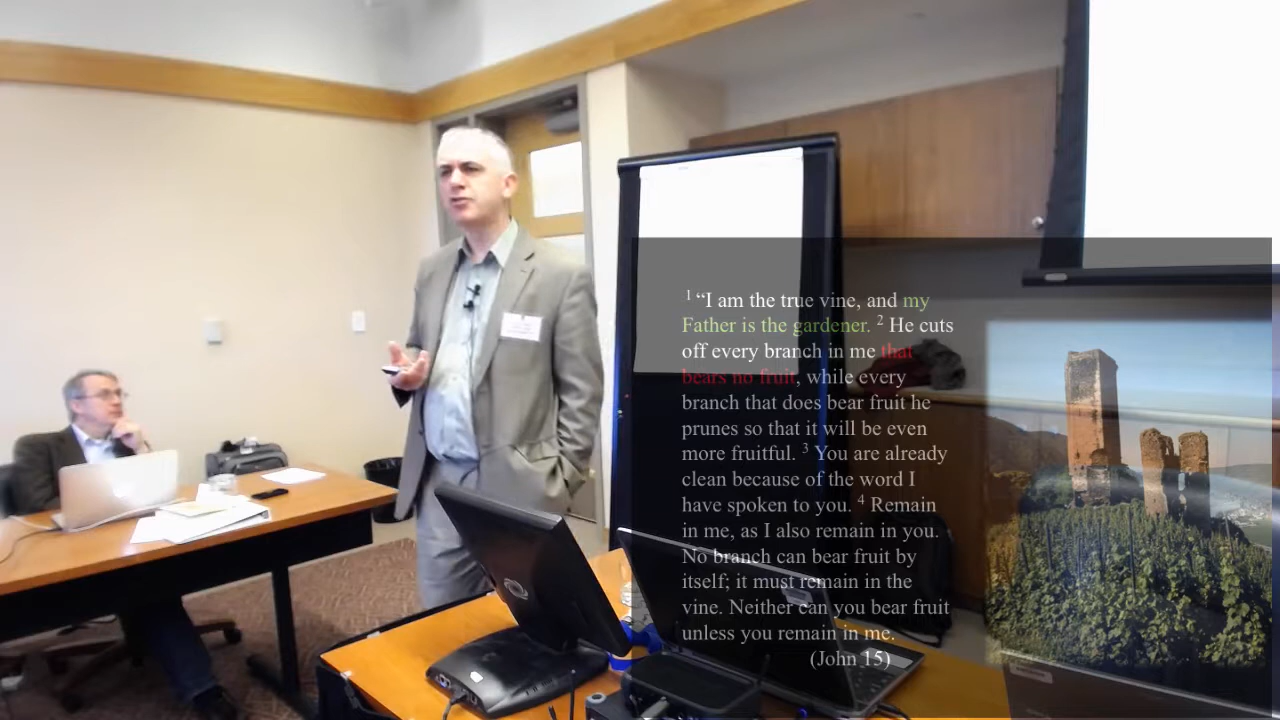 1 “I am the true vine, and my
Father is the gardener. 2 He cuts
off every branch in me that
bears no fruit, while every
branch that does bear fruit he
prunes so that it will be even
more fruitful. 3 You are already
clean because of the word I
have spoken to you. 4 Remain
in me, as I also remain in you.
No branch can bear fruit by
itself; it must remain in the
vine. Neither can you bear fruit
unless you remain in me.
(John 15)